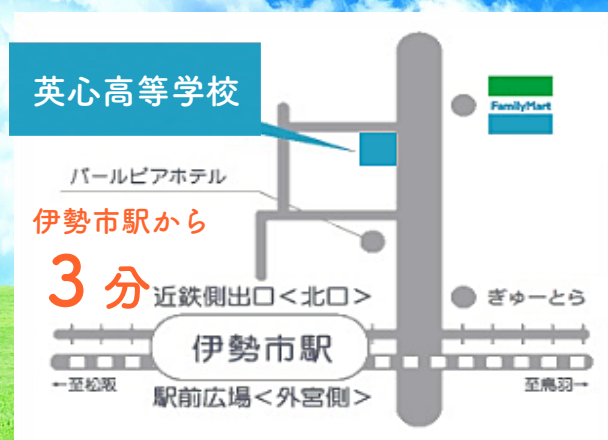 英心高等学校
FamilyMart
パールピアホテル
伊勢市駅から
3分
近鉄側出口<北口>
ぎゅーとら
伊勢市駅
←至松阪
至鳥羽→
駅前広場<外宮側>